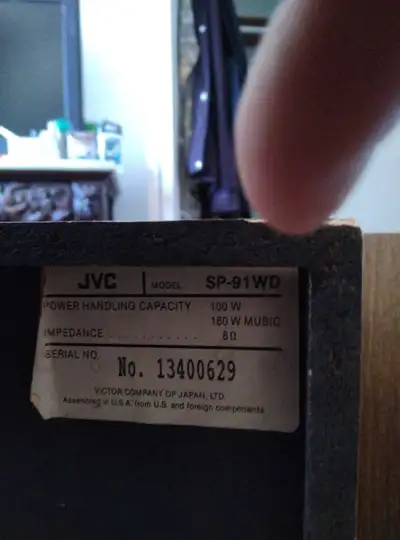 JVC | MODEL SP-91WD
POWER HANDLING CAPACITY 100 W
180 W MUSIC
IMPEDANCE ............ 8Ω
SERIAL NO.
No. 13400629
VICTOR COMPANY OF JAPAN, LTD.
Assembled in U.S.A. from U.S. and foreign components